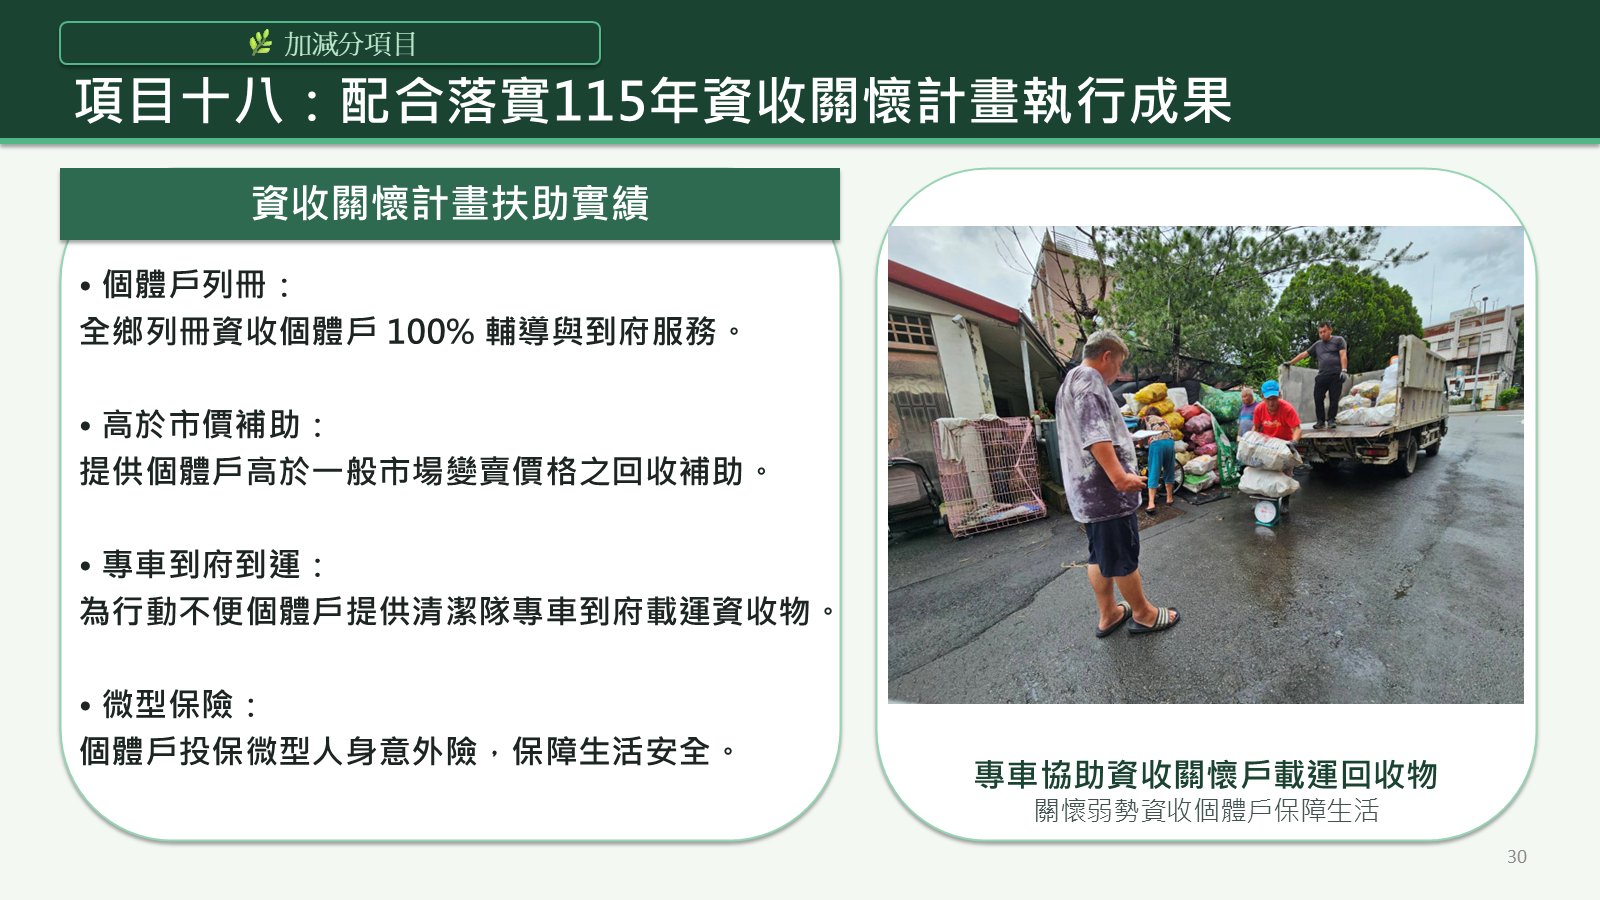 🌿 加減分項目
項目十八：配合落實115年資收關懷計畫執行成果
資收關懷計畫扶助實績
• 個體戶列冊：
全鄉列冊資收個體戶 100% 輔導與到府服務。
• 高於市價補助：
提供個體戶高於一般市場變賣價格之回收補助。
• 專車到府到運：
為行動不便個體戶提供清潔隊專車到府載運資收物。
• 微型保險：
個體戶投保微型人身意外險，保障生活安全。
專車協助資收關懷戶載運回收物
關懷弱勢資收個體戶保障生活
30